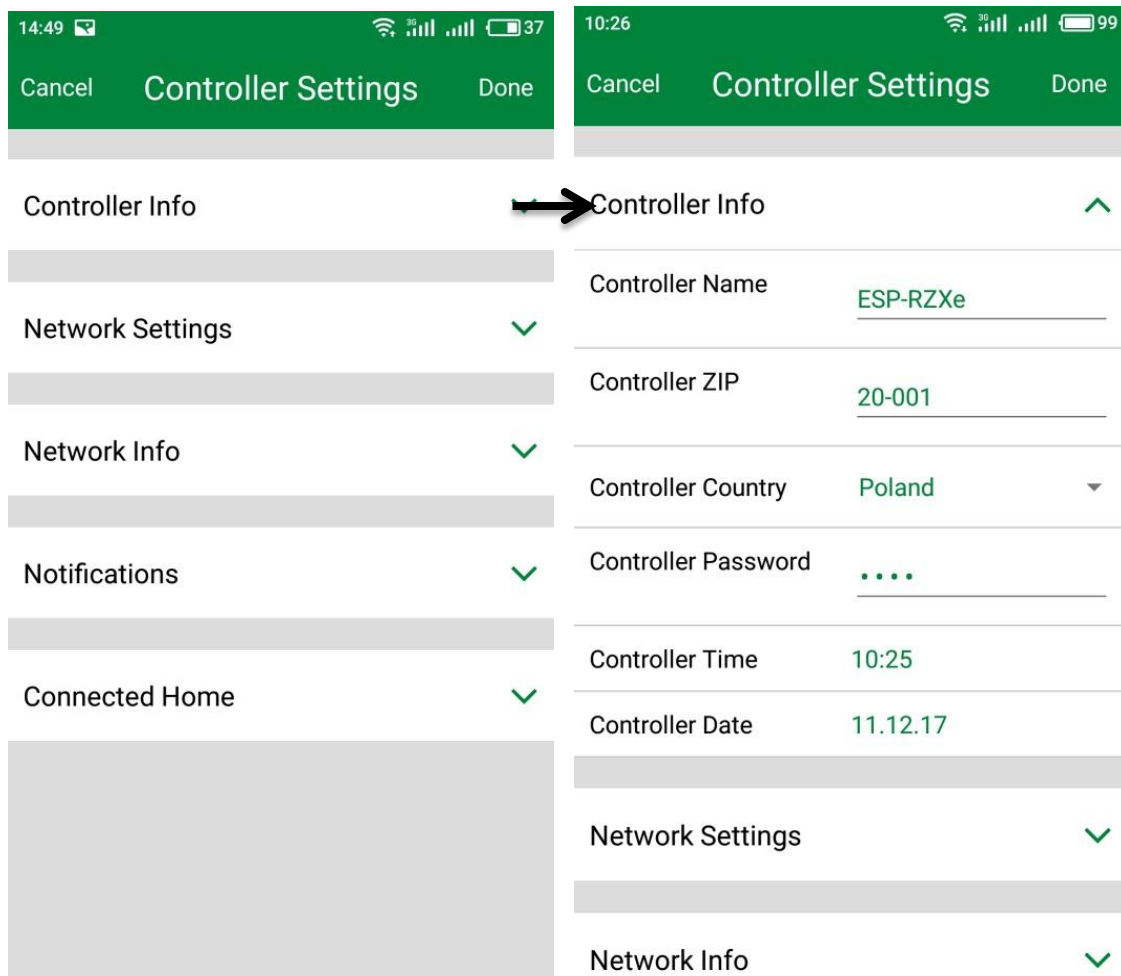 14:49 3G 37
Cancel Controller Settings Done
Controller Info
Network Settings
Network Info
Notifications
Connected Home
10:26 3G 99
Cancel Controller Settings Done
Controller Info
Controller Name ESP-RZXe
Controller ZIP 20-001
Controller Country Poland
Controller Password ····
Controller Time 10:25
Controller Date 11.12.17
Network Settings
Network Info